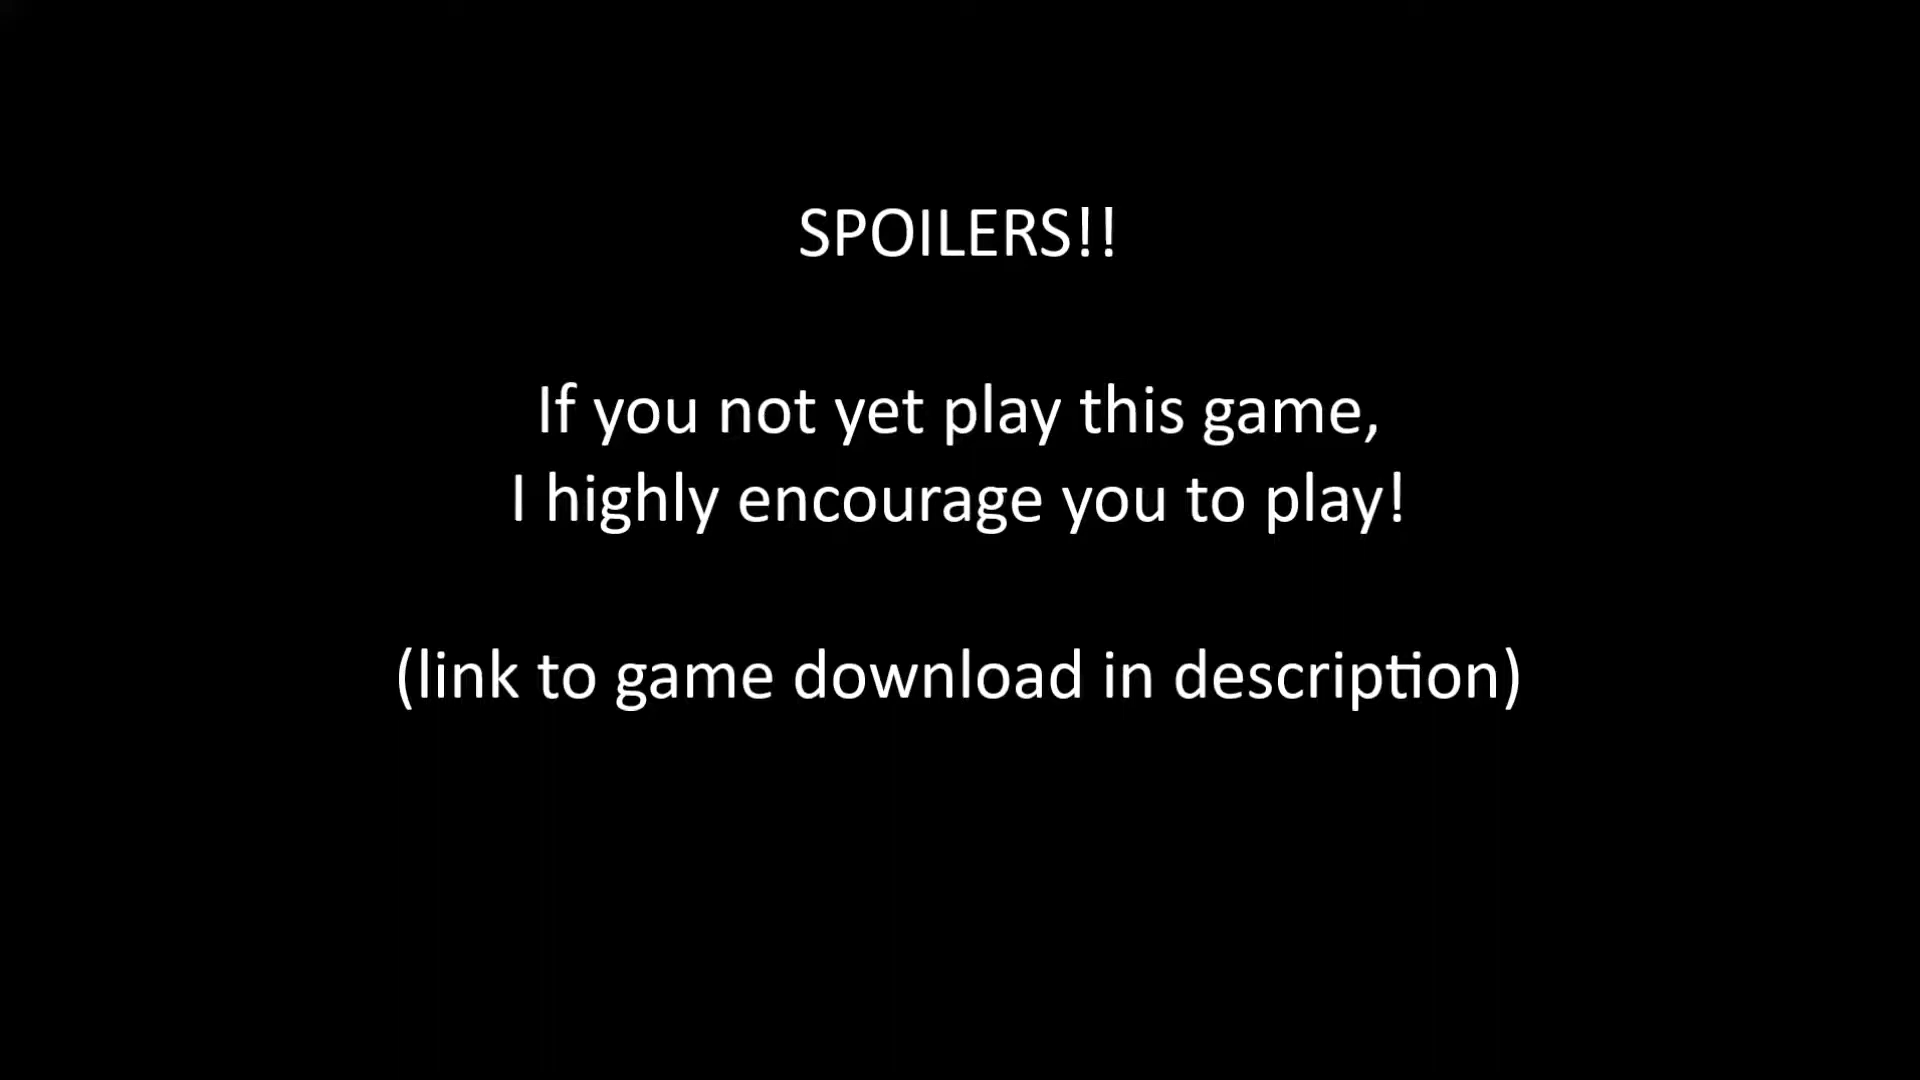 SPOILERS!!
If you not yet play this game,
I highly encourage you to play!
(link to game download in description)